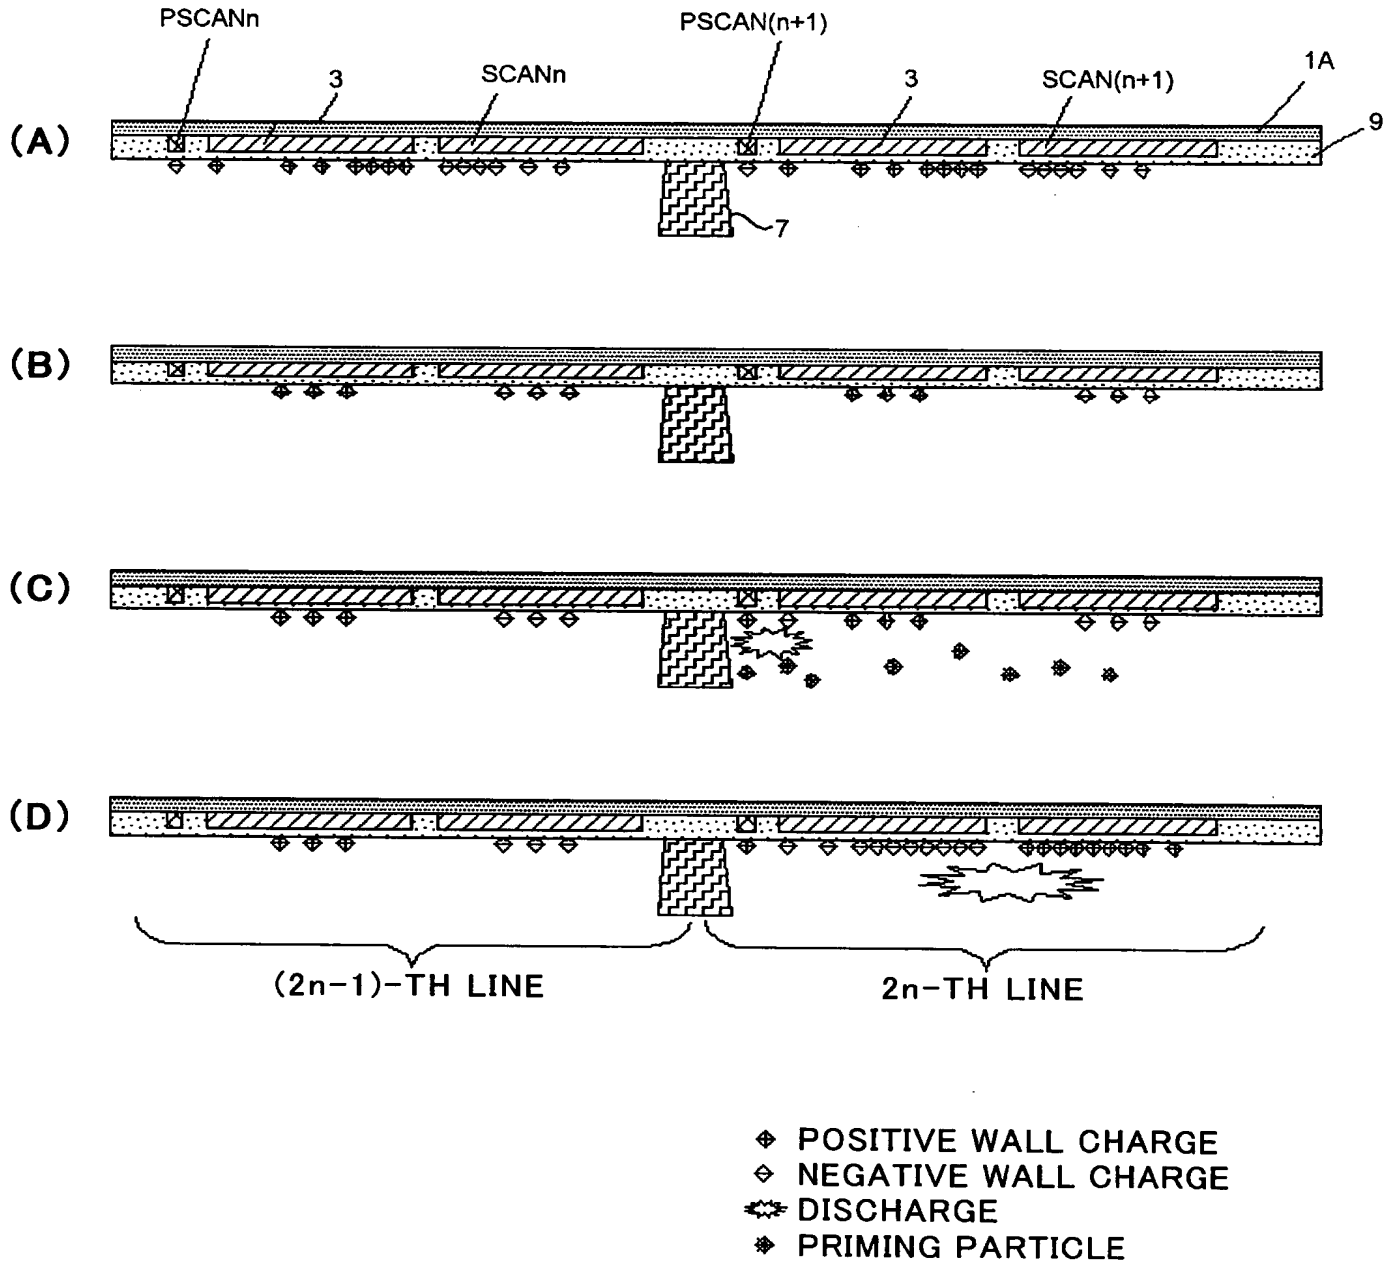 PSCANn
PSCAN(n+1)
3
SCANn
3
SCAN(n+1)
1A
9
(A)
7
(B)
(C)
(D)
(2n-1)-TH LINE
2n-TH LINE
POSITIVE WALL CHARGE
NEGATIVE WALL CHARGE
DISCHARGE
PRIMING PARTICLE